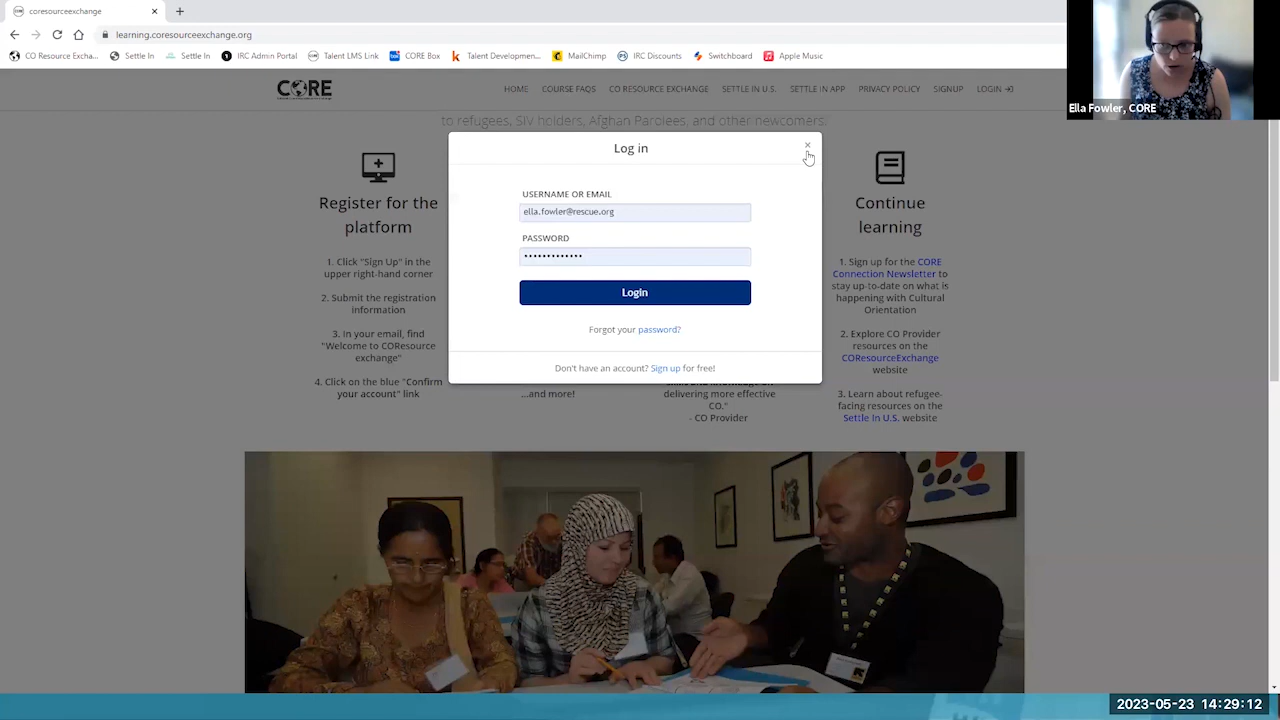 coresourceexchange
learning.coresourceexchange.org
CO Resource Excha...
Settle In
Settle In
IRC Admin Portal
Talent LMS Link
CORE Box
Talent Developmen...
MailChimp
IRC Discounts
Switchboard
Apple Music
Ella Fowler, CORE
CORE
HOME
COURSE FAQS
CO RESOURCE EXCHANGE
SETTLE IN U.S.
SETTLE IN APP
PRIVACY POLICY
SIGNUP
LOGIN
to refugees, SIV holders, Afghan Parolees, and other newcomers!
Log in
USERNAME OR EMAIL
ella.fowler@rescue.org
PASSWORD
•••••••••••••
Login
Forgot your password?
Don't have an account? Sign up for free!
Register for the
platform
1. Click "Sign Up" in the
upper right-hand corner
2. Submit the registration
information
3. In your email, find
"Welcome to COResource
exchange"
4. Click on the blue "Confirm
your account" link
...and more!
delivering more effective
CO."
- CO Provider
Continue
learning
1. Sign up for the CORE
Connection Newsletter to
stay up-to-date on what is
happening with Cultural
Orientation
2. Explore CO Provider
resources on the
COResourceExchange
website
3. Learn about refugee-
facing resources on the
Settle In U.S. website
2023-05-23 14:29:12